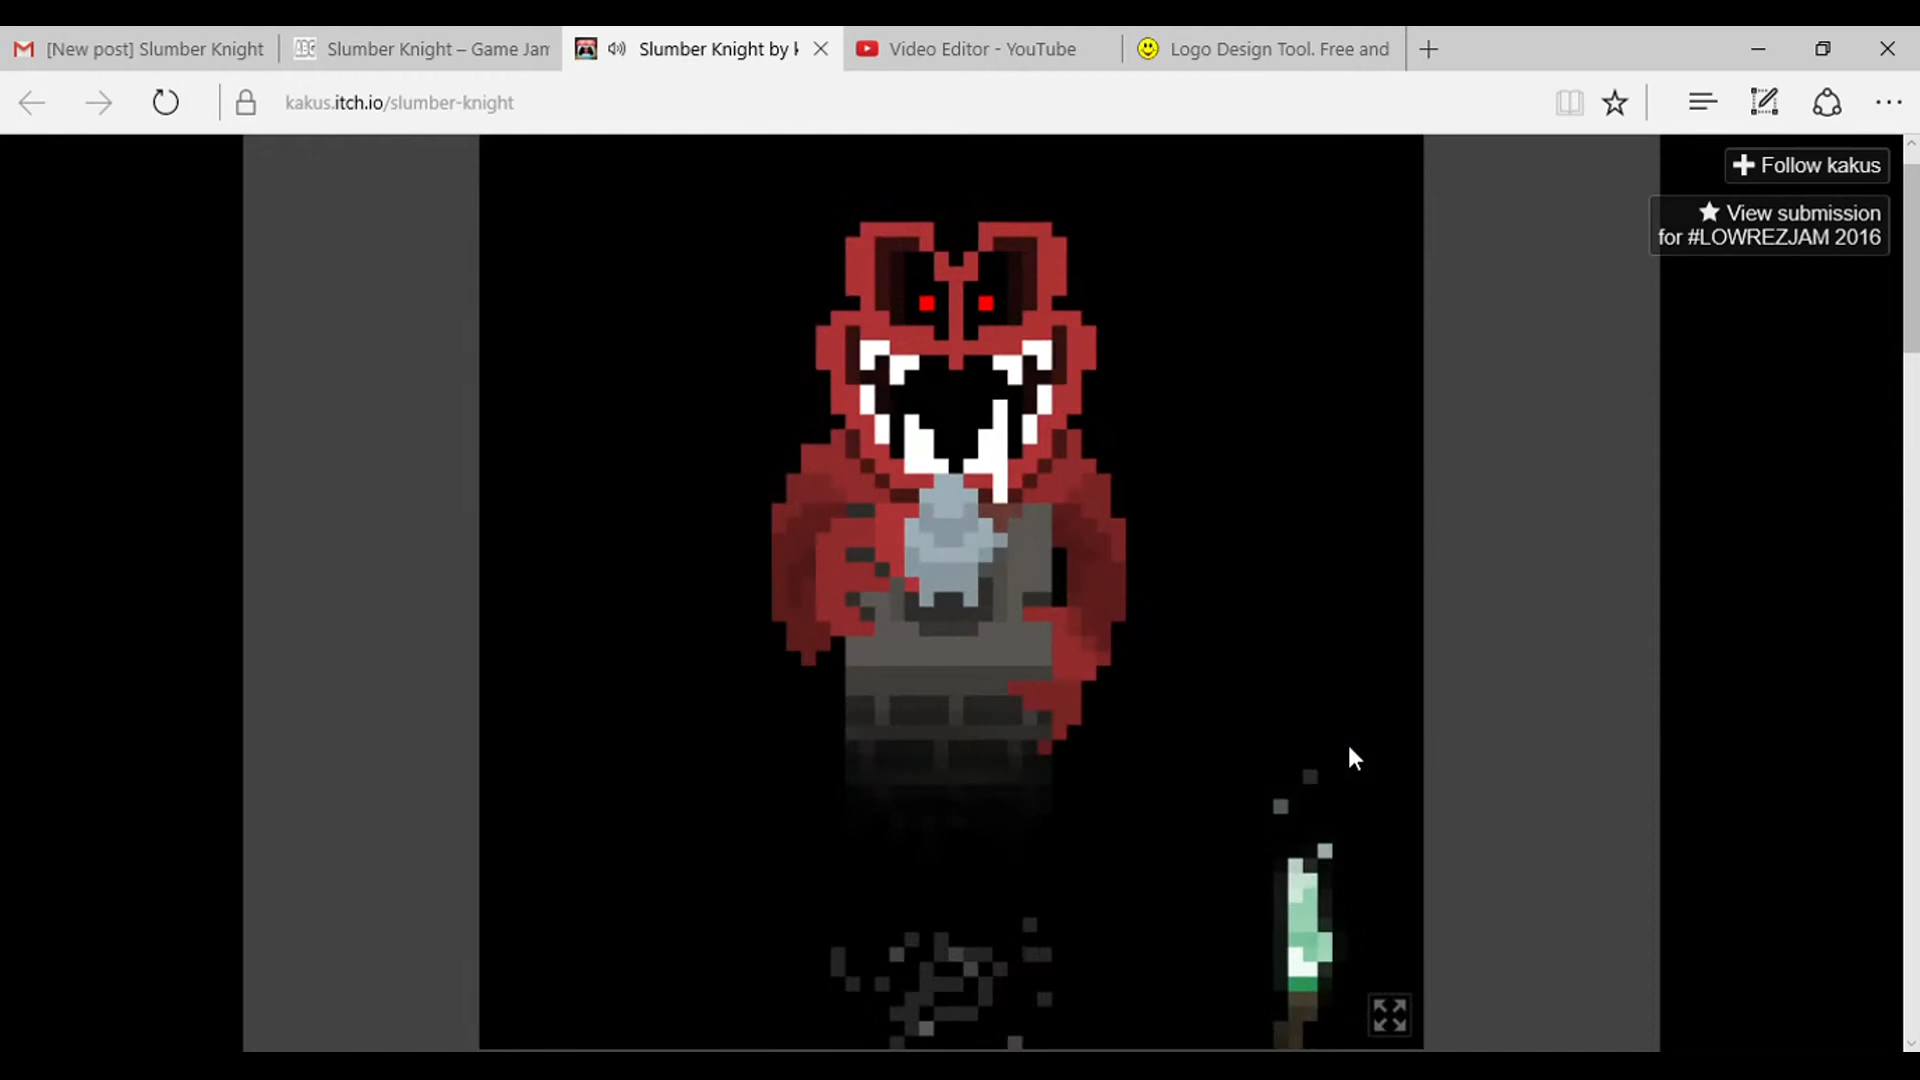 [New post] Slumber Knight
Slumber Knight – Game Jam
Slumber Knight by k
Video Editor - YouTube
Logo Design Tool. Free and
kakus.itch.io/slumber-knight
Follow kakus
View submission
for #LOWREZJAM 2016